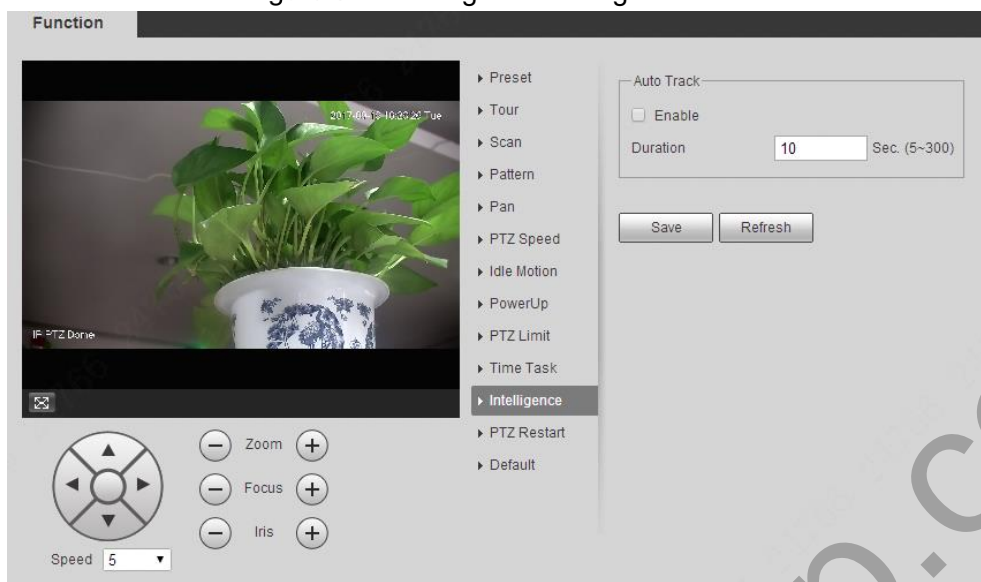 Function
Tue
IP PTZ Dome
Preset
Tour
Scan
Pattern
Pan
PTZ Speed
Idle Motion
PowerUp
PTZ Limit
Time Task
Intelligence
PTZ Restart
Default
Auto Track
Enable
Duration 10 Sec. (5~300)
Save Refresh
Zoom
Focus
Iris
Speed 5